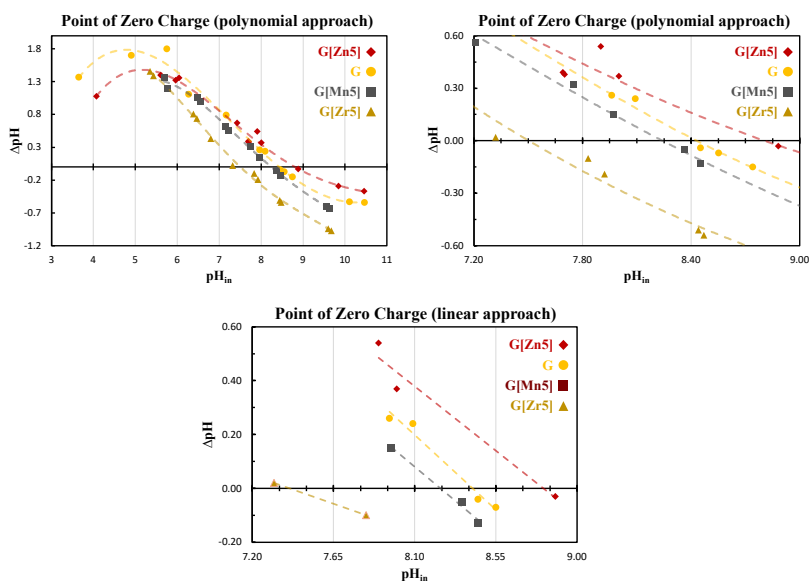 Point of Zero Charge (polynomial approach)
1.8
1.3
0.8
0.3
-0.2
-0.7
-1.2
3
4
5
6
7
8
9
10
11
ΔpH
pHin
G[Zn5]
G
G[Mn5]
G[Zr5]
Point of Zero Charge (polynomial approach)
0.60
0.30
0.00
-0.30
-0.60
7.20
7.80
8.40
9.00
ΔpH
pHin
G[Zn5]
G
G[Mn5]
G[Zr5]
Point of Zero Charge (linear approach)
0.60
0.40
0.20
0.00
-0.20
7.20
7.65
8.10
8.55
9.00
ΔpH
pHin
G[Zn5]
G
G[Mn5]
G[Zr5]